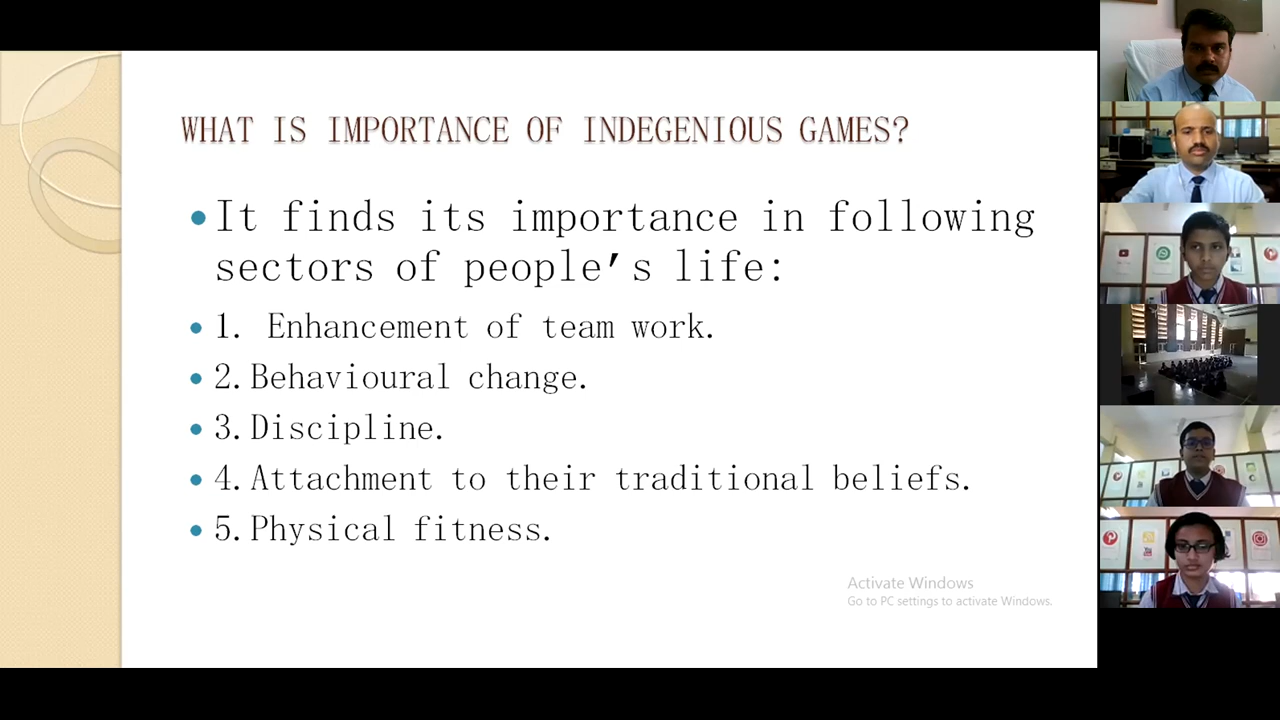 WHAT IS IMPORTANCE OF INDEGENIOUS GAMES?
It finds its importance in following
sectors of people's life:
1. Enhancement of team work.
2.Behavioural change.
3.Discipline.
4.Attachment to their traditional beliefs.
5.Physical fitness.
Activate Windows
Go to PC settings to activate Windows.